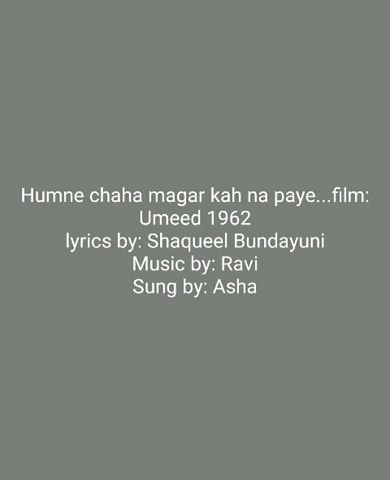 Humne chaha magar kah na paye...film:
Umeed 1962
lyrics by: Shaqueel Bundayuni
Music by: Ravi
Sung by: Asha